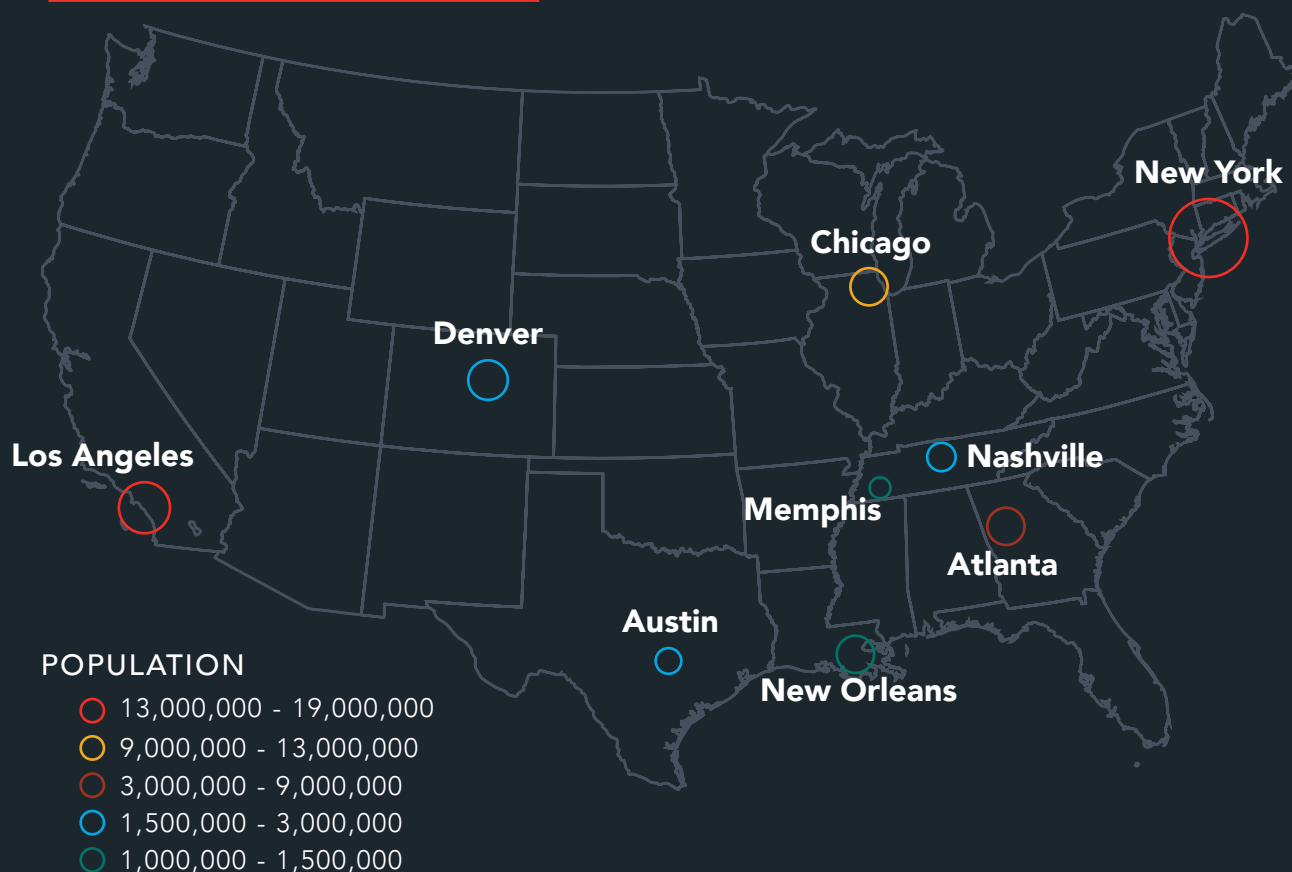 New York
Chicago
Denver
Los Angeles
Nashville
Memphis
Atlanta
Austin
New Orleans
POPULATION
13,000,000 - 19,000,000
9,000,000 - 13,000,000
3,000,000 - 9,000,000
1,500,000 - 3,000,000
1,000,000 - 1,500,000